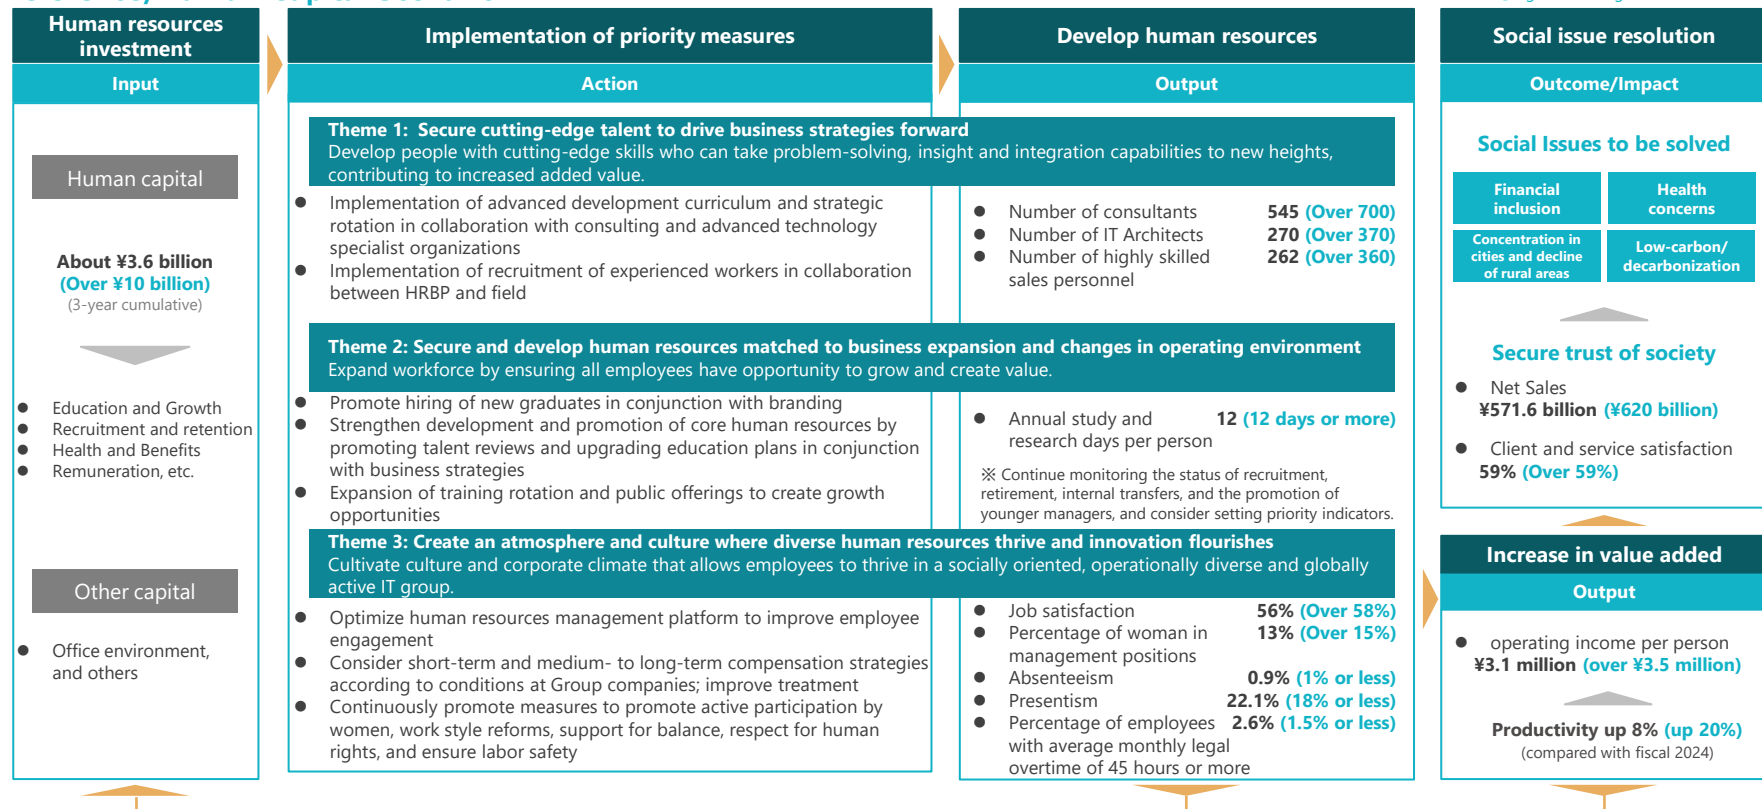 Human resources
investment
Input
Human capital
About ¥3.6 billion
(Over ¥10 billion)
(3-year cumulative)
● Education and Growth
● Recruitment and retention
● Health and Benefits
● Remuneration, etc.
Other capital
● Office environment,
and others
Implementation of priority measures
Action
Develop human resources
Output
Theme 1: Secure cutting-edge talent to drive business strategies forward
Develop people with cutting-edge skills who can take problem-solving, insight and integration capabilities to new heights,
contributing to increased added value.
● Implementation of advanced development curriculum and strategic
rotation in collaboration with consulting and advanced technology
specialist organizations
● Implementation of recruitment of experienced workers in collaboration
between HRBP and field
● Number of consultants 545 (Over 700)
● Number of IT Architects 270 (Over 370)
● Number of highly skilled 262 (Over 360)
sales personnel
Theme 2: Secure and develop human resources matched to business expansion and changes in operating environment
Expand workforce by ensuring all employees have opportunity to grow and create value.
● Promote hiring of new graduates in conjunction with branding
● Strengthen development and promotion of core human resources by
promoting talent reviews and upgrading education plans in conjunction
with business strategies
● Expansion of training rotation and public offerings to create growth
opportunities
● Annual study and 12 (12 days or more)
research days per person
※ Continue monitoring the status of recruitment,
retirement, internal transfers, and the promotion of
younger managers, and consider setting priority indicators.
Theme 3: Create an atmosphere and culture where diverse human resources thrive and innovation flourishes
Cultivate culture and corporate climate that allows employees to thrive in a socially oriented, operationally diverse and globally
active IT group.
● Optimize human resources management platform to improve employee
engagement
● Consider short-term and medium- to long-term compensation strategies
according to conditions at Group companies; improve treatment
● Continuously promote measures to promote active participation by
women, work style reforms, support for balance, respect for human
rights, and ensure labor safety
● Job satisfaction 56% (Over 58%)
● Percentage of woman in 13% (Over 15%)
management positions
● Absenteeism 0.9% (1% or less)
● Presentism 22.1% (18% or less)
● Percentage of employees 2.6% (1.5% or less)
with average monthly legal
overtime of 45 hours or more
Social issue resolution
Outcome/Impact
Social Issues to be solved
Financial
inclusion
Health
concerns
Concentration in
cities and decline
of rural areas
Low-carbon/
decarbonization
Secure trust of society
● Net Sales
¥571.6 billion (¥620 billion)
● Client and service satisfaction
59% (Over 59%)
Increase in value added
Output
● operating income per person
¥3.1 million (over ¥3.5 million)
Productivity up 8% (up 20%)
(compared with fiscal 2024)